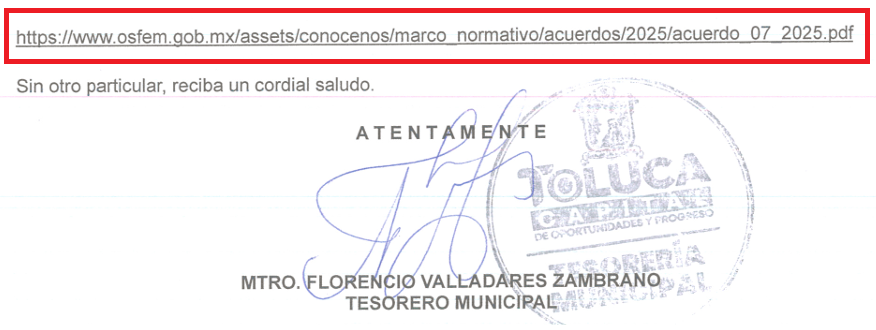 https://www.osfem.gob.mx/assets/conocenos/marco_normativo/acuerdos/2025/acuerdo_07_2025.pdf
Sin otro particular, reciba un cordial saludo.
ATENTAMENTE
TOLUCA
CAPITAL
DE OPORTUNIDADES Y PROGRESO
TESORERÍA
MUNICIPAL
MTRO. FLORENCIO VALLADARES ZAMBRANO
TESORERO MUNICIPAL